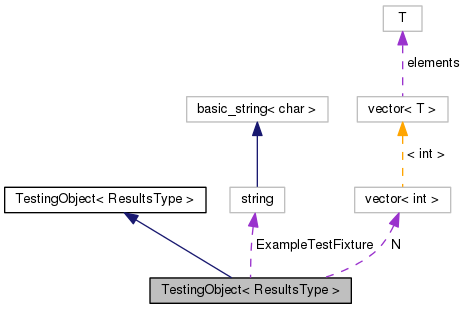 T
elements
basic_string< char >
vector< T >
< int >
TestingObject< ResultsType >
string
vector< int >
ExampleTestFixture
N
TestingObject< ResultsType >